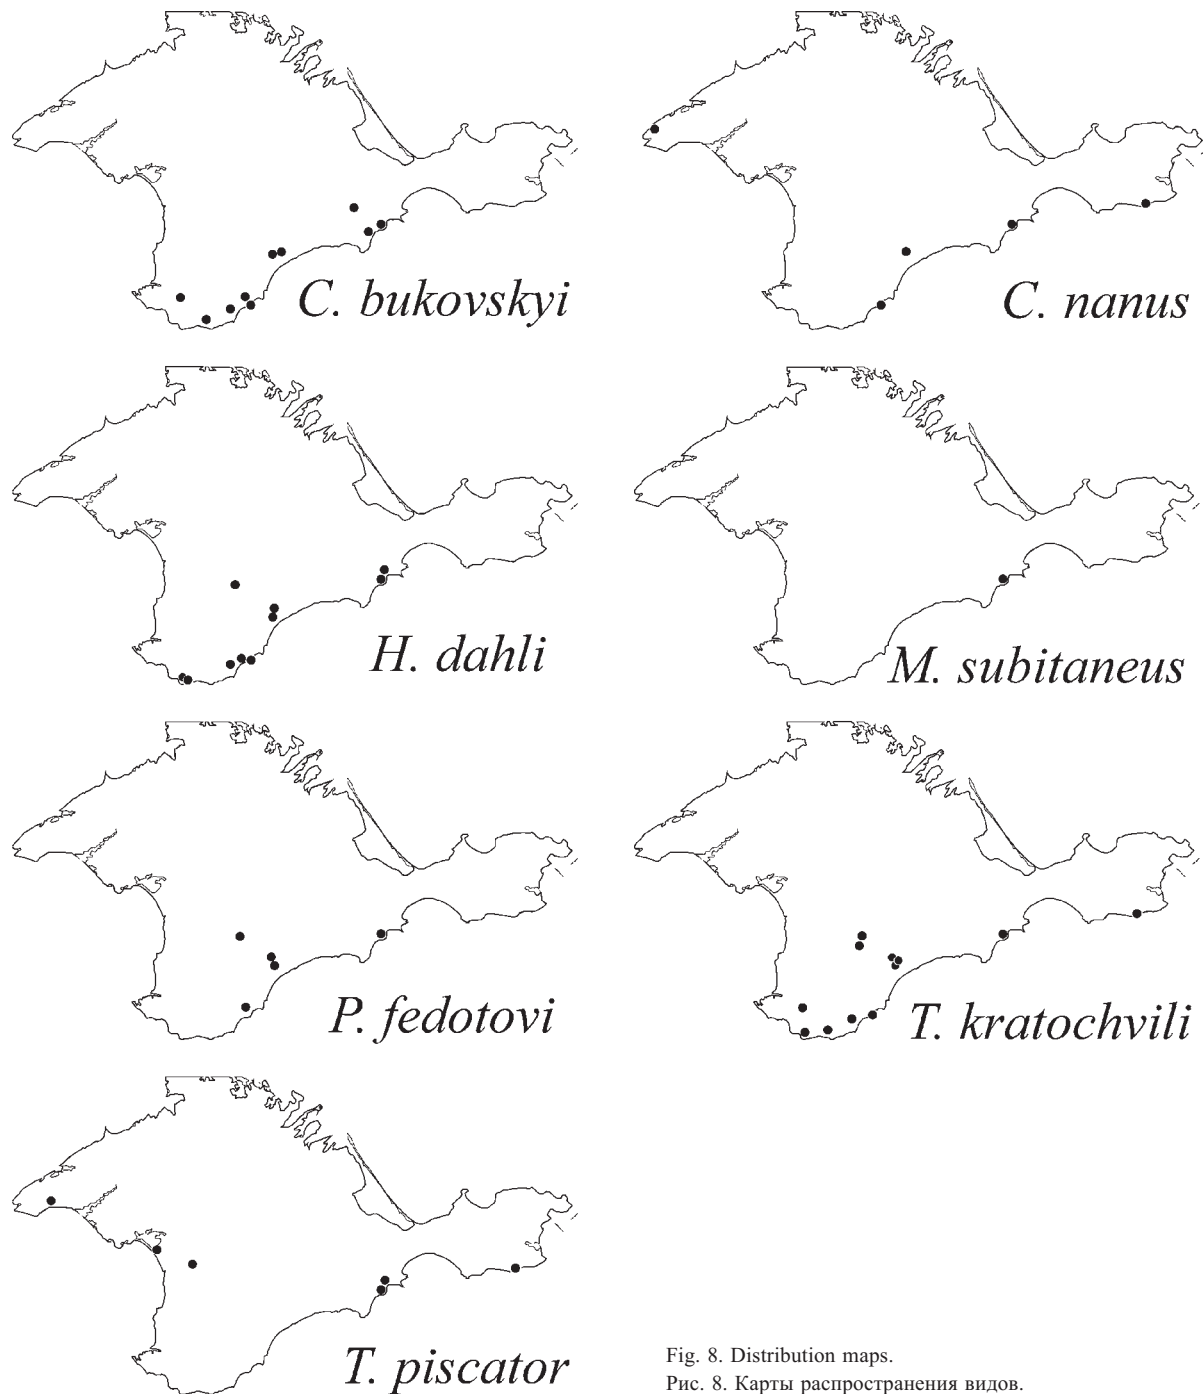 C. bukovskyi
C. nanus
H. dahli
M. subitaneus
P. fedotovi
T. kratochvili
T. piscator
Fig. 8. Distribution maps.
Рис. 8. Карты распространения видов.